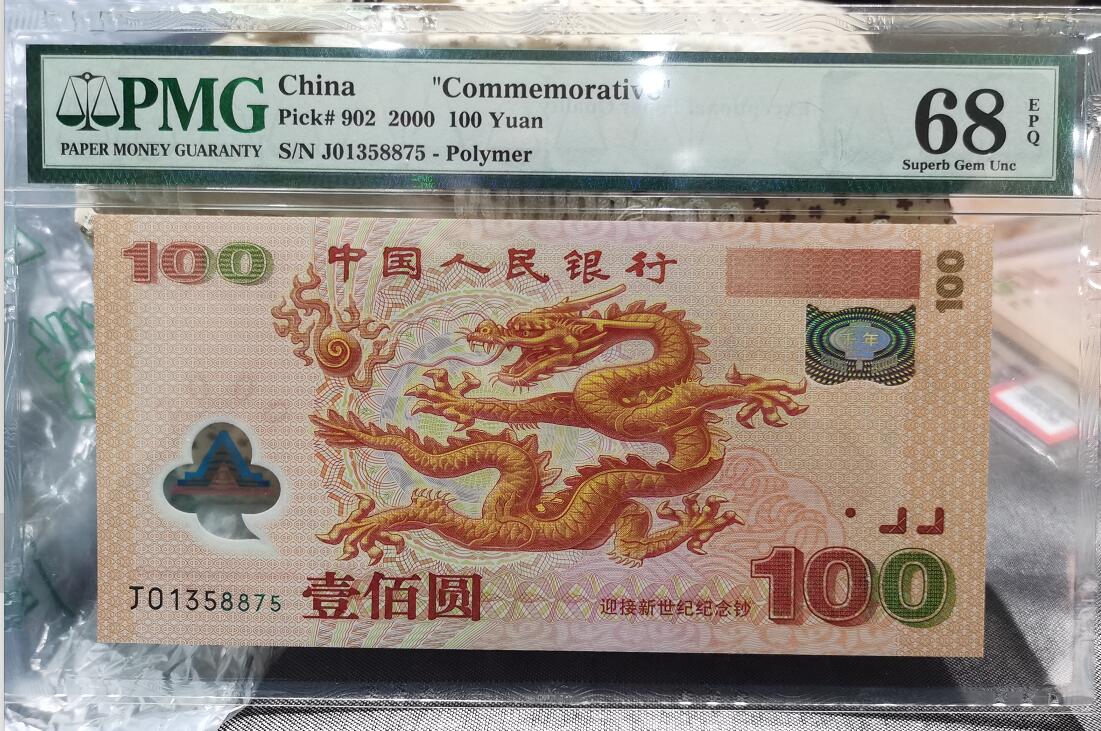 PMG
PAPER MONEY GUARANTY
China "Commemorative"
Pick# 902 2000 100 Yuan
S/N J01358875 - Polymer
68
EPQ
Superb Gem Unc
100
中国人民银行
100
千年
J01358875
壹佰圆
迎接新世纪纪念钞
100